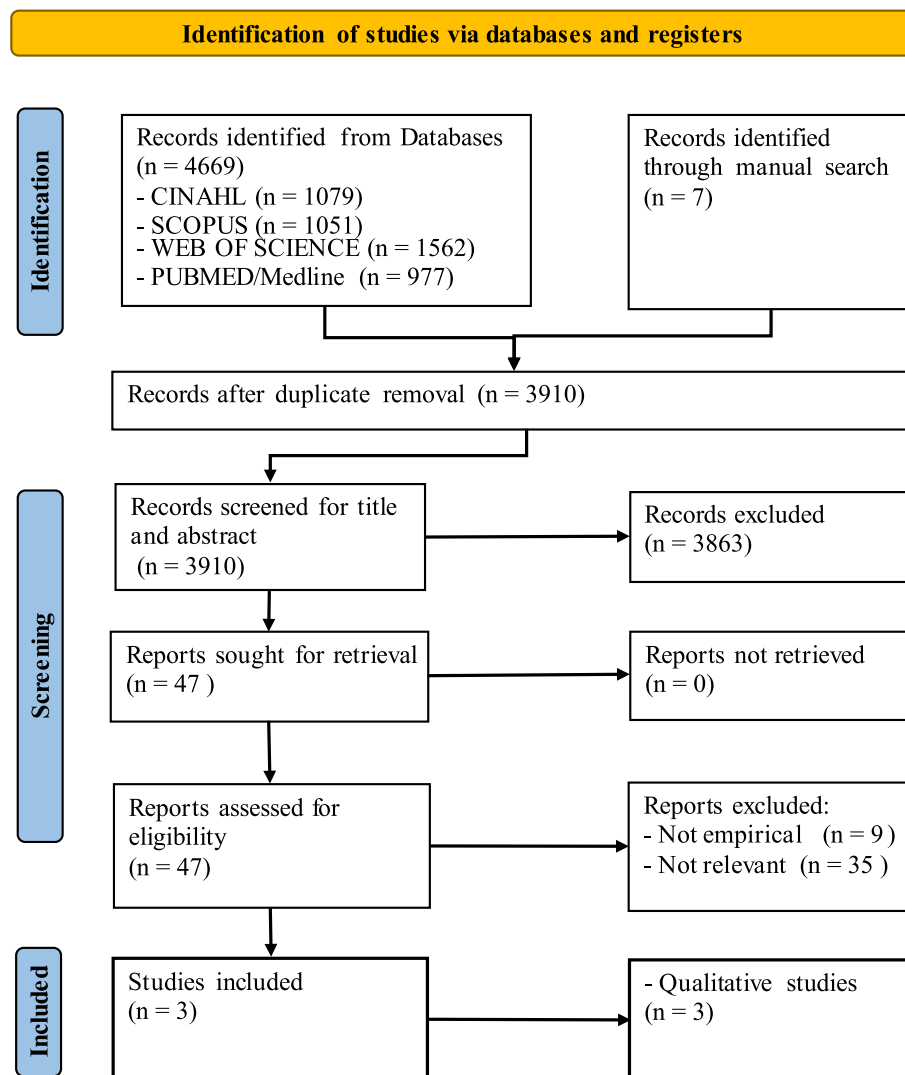 Identification of studies via databases and registers
Identification
Records identified from Databases
(n = 4669)
- CINAHL (n = 1079)
- SCOPUS (n = 1051)
- WEB OF SCIENCE (n = 1562)
- PUBMED/Medline (n = 977)
Records identified
through manual search
(n = 7)
Records after duplicate removal (n = 3910)
Screening
Records screened for title
and abstract
(n = 3910)
Records excluded
(n = 3863)
Reports sought for retrieval
(n = 47 )
Reports not retrieved
(n = 0)
Reports assessed for
eligibility
(n = 47)
Reports excluded:
- Not empirical (n = 9 )
- Not relevant (n = 35 )
Included
Studies included
(n = 3)
- Qualitative studies
(n = 3)